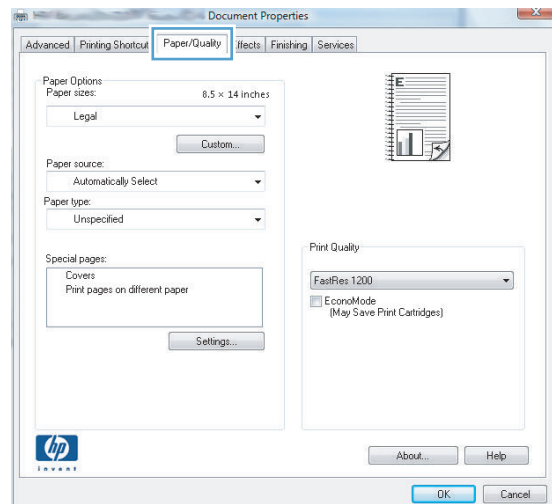 Document Properties
Advanced Printing Shortcut Paper/Quality ffects Finishing Services
Paper Options
Paper sizes: 8.5 × 14 inches
Legal
Custom...
Paper source:
Automatically Select
Paper type:
Unspecified
Special pages:
Covers
Print pages on different paper
Settings...
E
Print Quality
FastRes 1200
EconoMode
(May Save Print Cartridges)
hp
invent
About... Help
OK Cancel